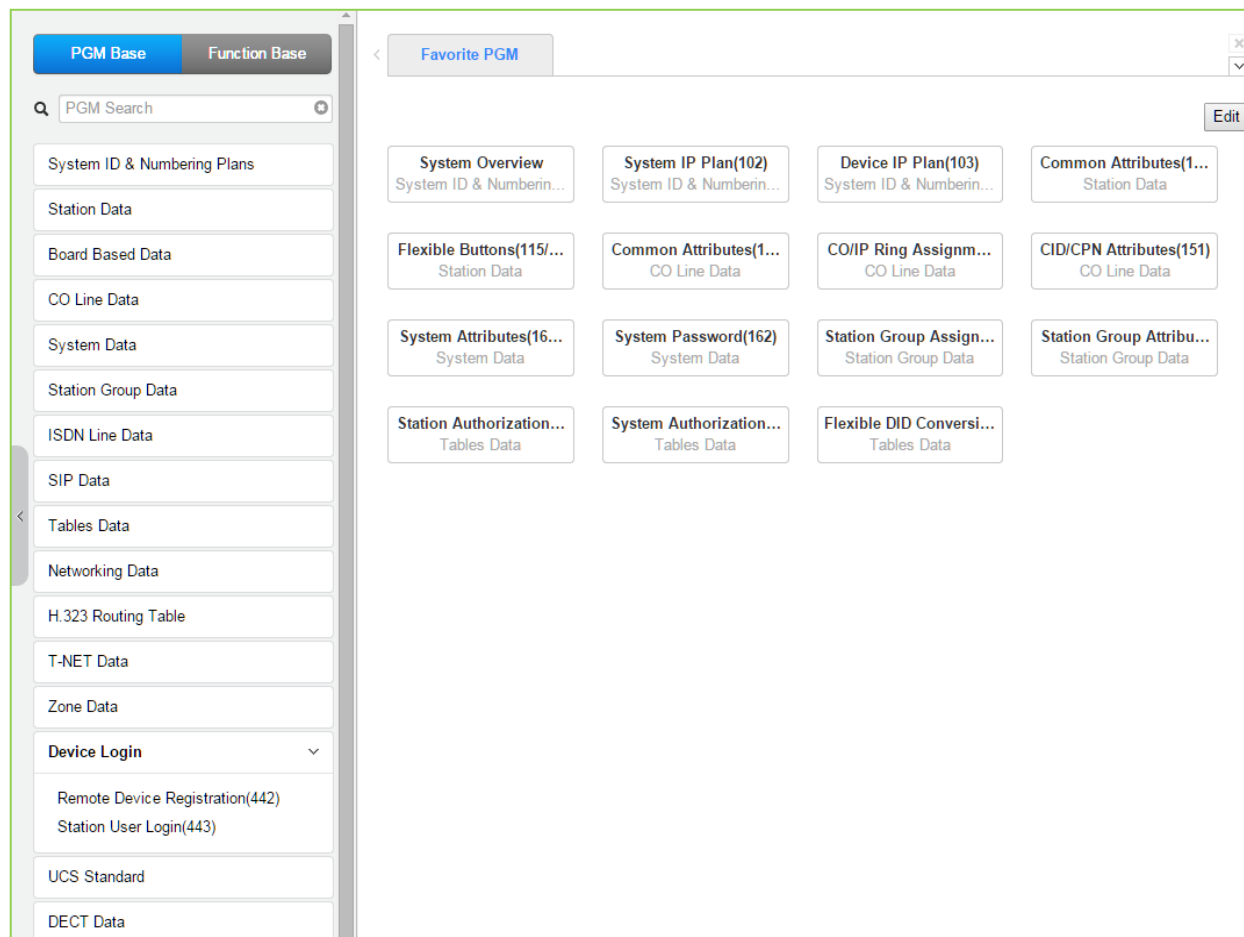 PGM Base
Function Base
PGM Search
System ID & Numbering Plans
Station Data
Board Based Data
CO Line Data
System Data
Station Group Data
ISDN Line Data
SIP Data
Tables Data
Networking Data
H.323 Routing Table
T-NET Data
Zone Data
Device Login
Remote Device Registration(442)
Station User Login(443)
UCS Standard
DECT Data
Favorite PGM
Edit
System Overview
System ID & Numberin...
System IP Plan(102)
System ID & Numberin...
Device IP Plan(103)
System ID & Numberin...
Common Attributes(1...
Station Data
Flexible Buttons(115/...
Station Data
Common Attributes(1...
CO Line Data
CO/IP Ring Assignm...
CO Line Data
CID/CPN Attributes(151)
CO Line Data
System Attributes(16...
System Data
System Password(162)
System Data
Station Group Assign...
Station Group Data
Station Group Attribu...
Station Group Data
Station Authorization...
Tables Data
System Authorization...
Tables Data
Flexible DID Conversi...
Tables Data